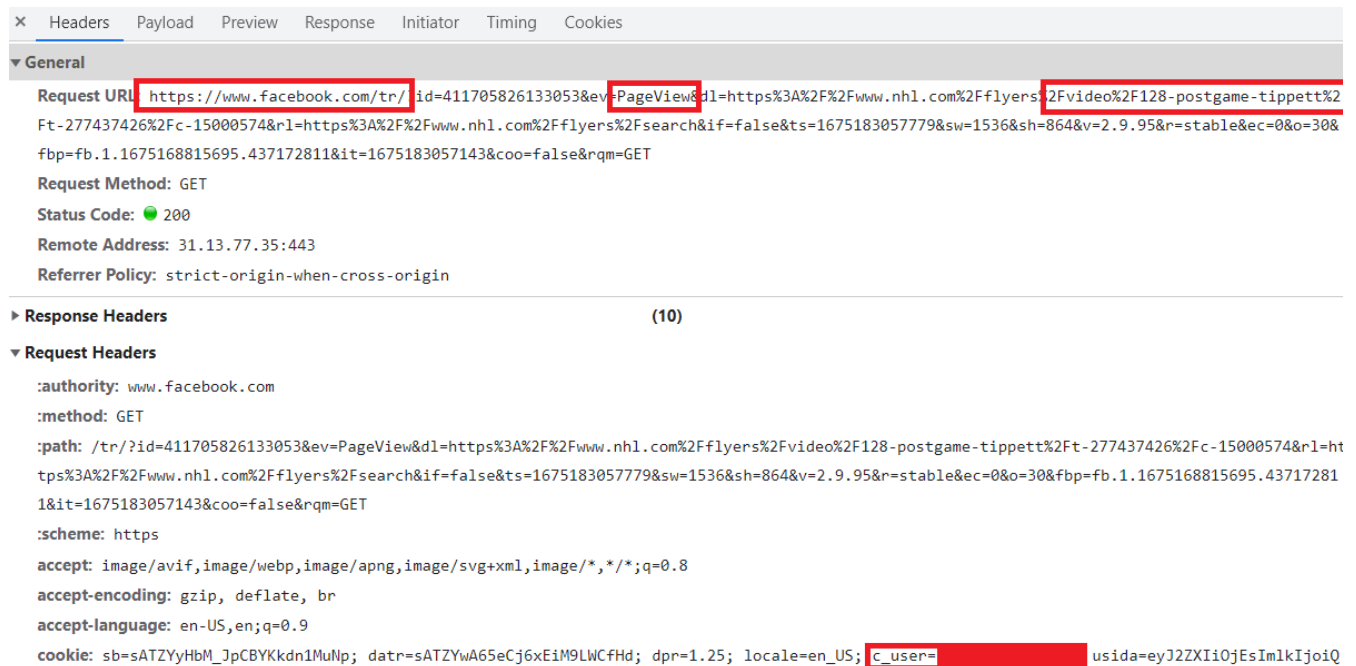 × Headers Payload Preview Response Initiator Timing Cookies
▼ General
Request URL: https://www.facebook.com/tr/?id=411705826133053&ev=PageView&dl=https%3A%2F%2Fwww.nhl.com%2Fflyers%2Fvideo%2F128-postgame-tippett%2
Ft-277437426%2Fc-15000574&rl=https%3A%2F%2Fwww.nhl.com%2Fflyers%2Fsearch&if=false&ts=1675183057779&sw=1536&sh=864&v=2.9.95&r=stable&ec=0&o=30&
fbp=fb.1.1675168815695.437172811&it=1675183057143&coo=false&rqm=GET
Request Method: GET
Status Code: 200
Remote Address: 31.13.77.35:443
Referrer Policy: strict-origin-when-cross-origin
▶ Response Headers (10)
▼ Request Headers
:authority: www.facebook.com
:method: GET
:path: /tr/?id=411705826133053&ev=PageView&dl=https%3A%2F%2Fwww.nhl.com%2Fflyers%2Fvideo%2F128-postgame-tippett%2Ft-277437426%2Fc-15000574&rl=ht
tps%3A%2F%2Fwww.nhl.com%2Fflyers%2Fsearch&if=false&ts=1675183057779&sw=1536&sh=864&v=2.9.95&r=stable&ec=0&o=30&fbp=fb.1.1675168815695.43717281
1&it=1675183057143&coo=false&rqm=GET
:scheme: https
accept: image/avif,image/webp,image/apng,image/svg+xml,image/*,*/*;q=0.8
accept-encoding: gzip, deflate, br
accept-language: en-US,en;q=0.9
cookie: sb=sATZYyHbM_JpCBYKkdn1MuNp; datr=sATZYwA65eCj6xEiM9LWCfHd; dpr=1.25; locale=en_US; c_user= usida=eyJ2ZXIiOjEsImlkIjoiQ